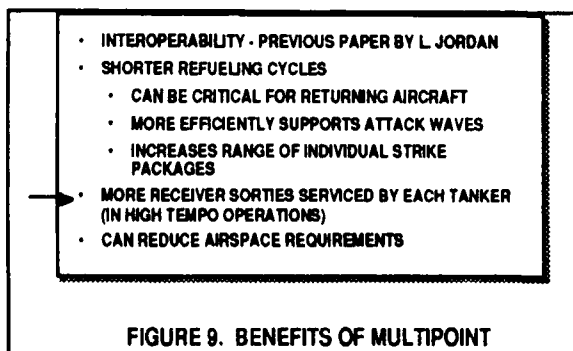 · INTEROPERABILITY - PREVIOUS PAPER BY L. JORDAN
· SHORTER REFUELING CYCLES
· CAN BE CRITICAL FOR RETURNING AIRCRAFT
· MORE EFFICIENTLY SUPPORTS ATTACK WAVES
· INCREASES RANGE OF INDIVIDUAL STRIKE
PACKAGES
· MORE RECEIVER SORTIES SERVICED BY EACH TANKER
(IN HIGH TEMPO OPERATIONS)
· CAN REDUCE AIRSPACE REQUIREMENTS
FIGURE 9. BENEFITS OF MULTIPOINT